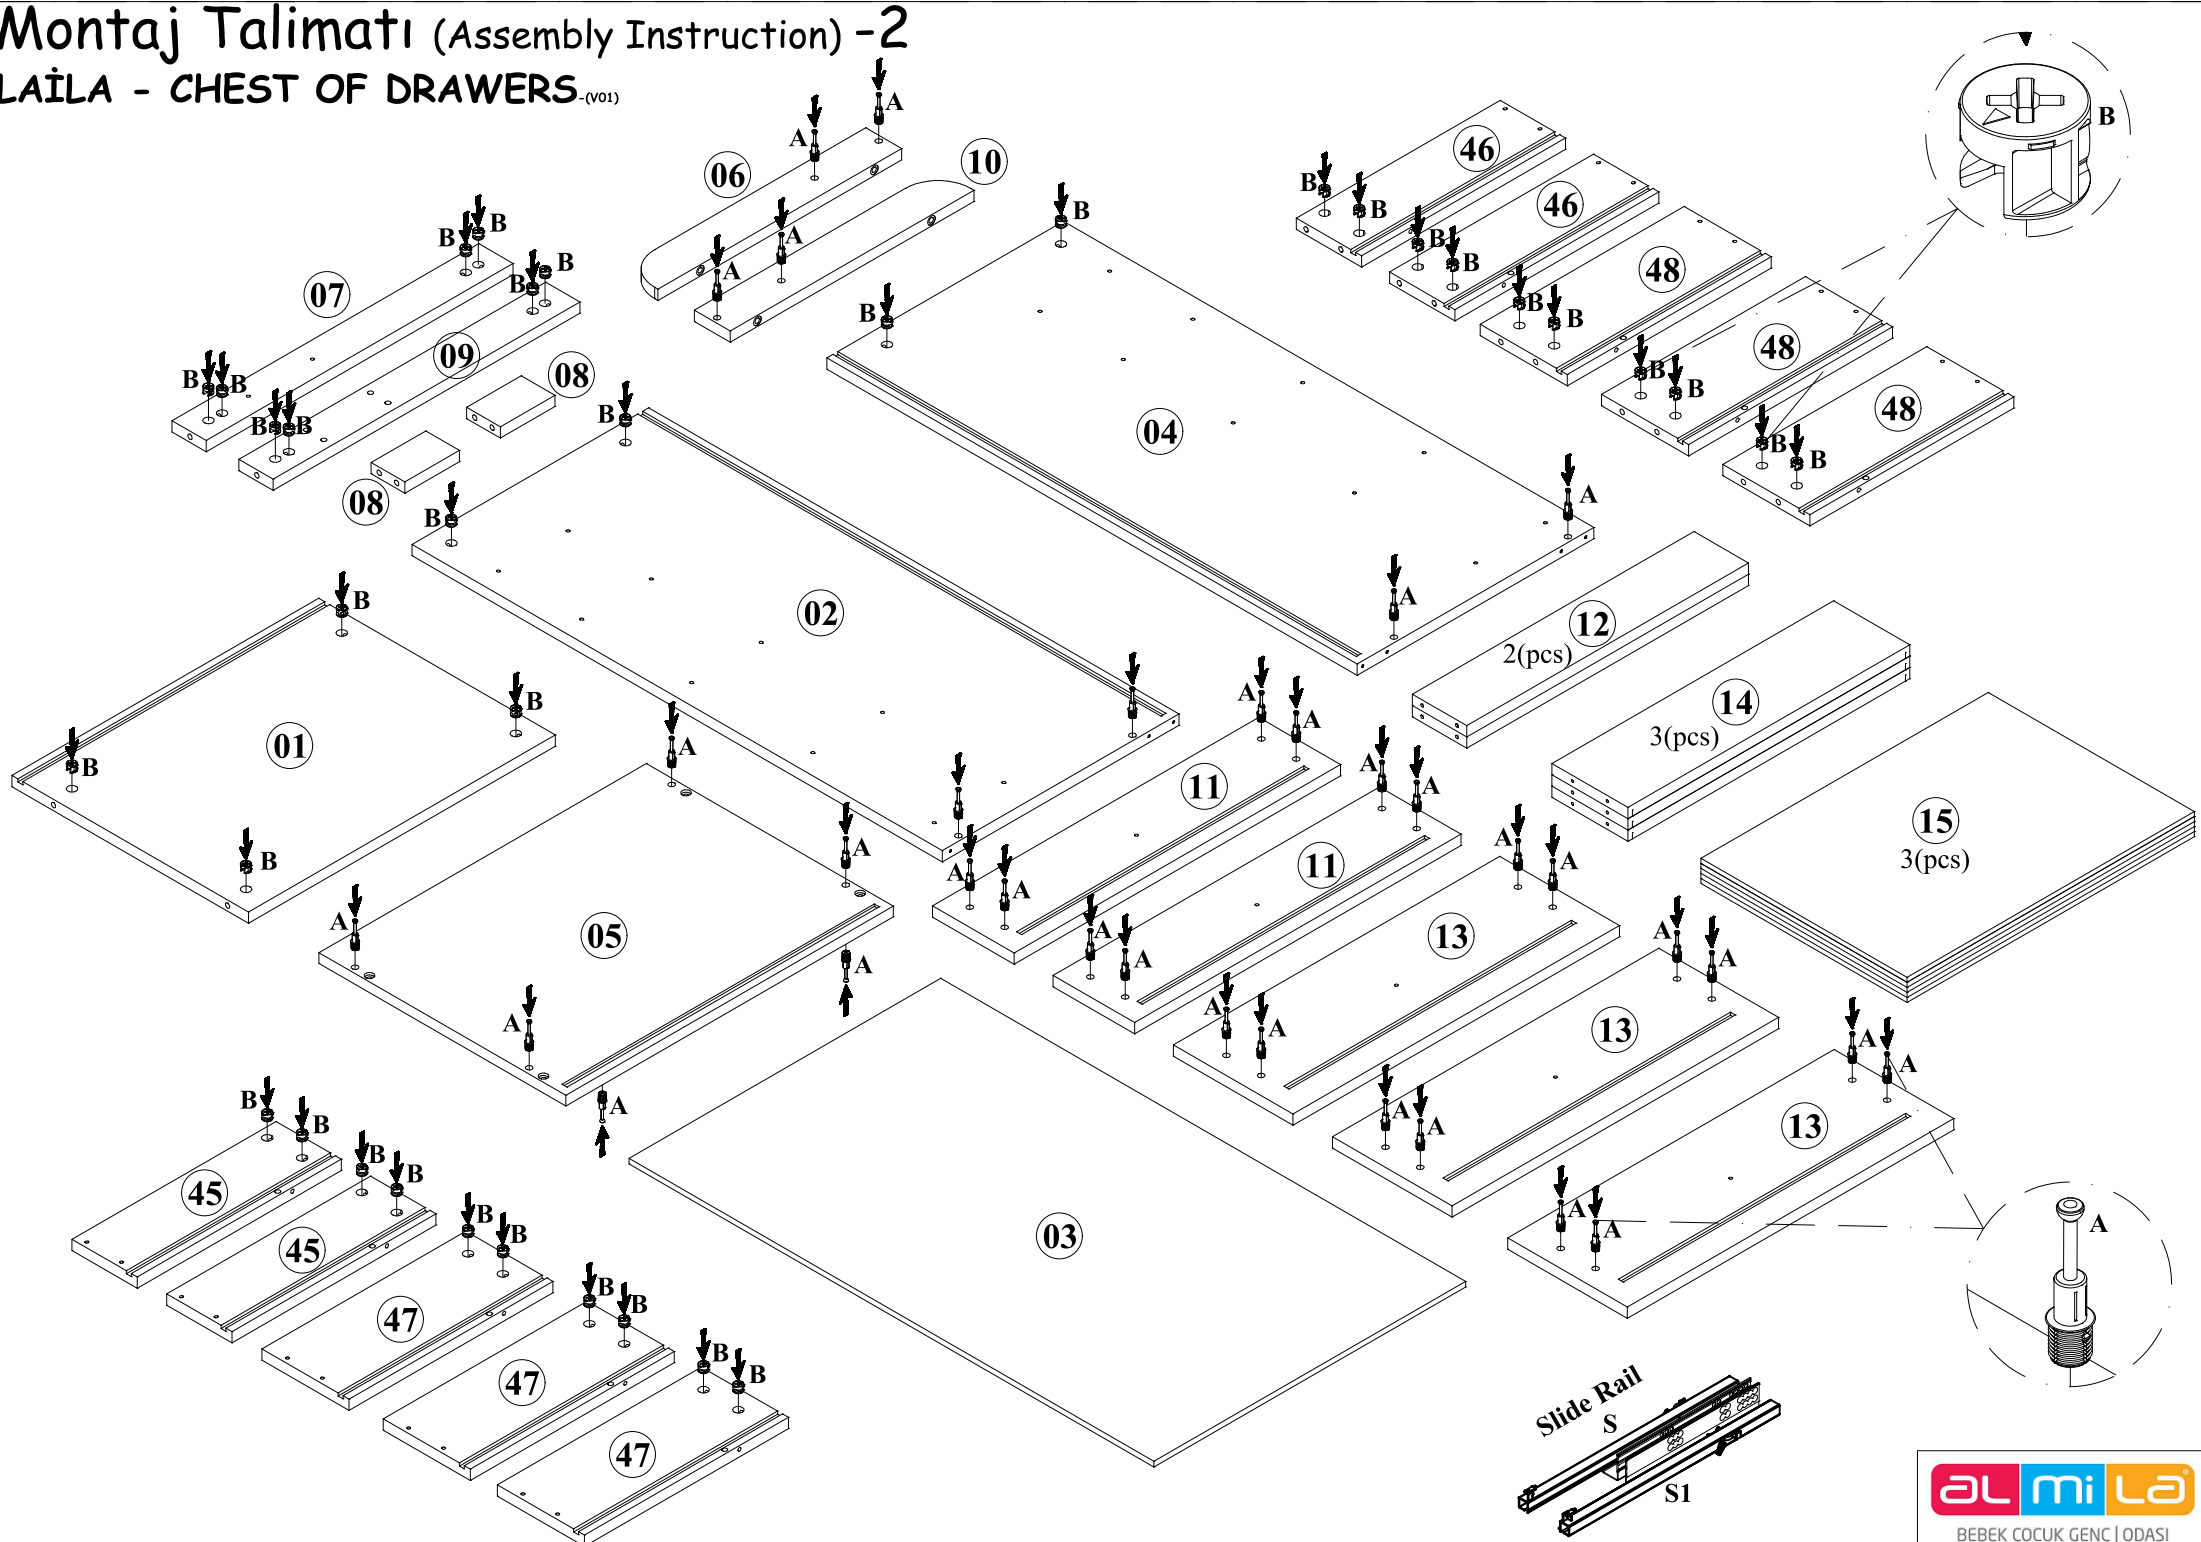 Montaj Talimatı (Assembly Instruction) -2
LAİLA - CHEST OF DRAWERS-(V01)
A
A
06
10
A
A
B
B
B
B
07
09
B
B
B
B
08
08
B
B
04
A
A
46
B
B
46
B
B
48
B
B
48
B
B
48
B
B
B
B
B
02
12
2(pcs)
14
3(pcs)
15
3(pcs)
B
B
01
B
B
A
A
05
A
A
A
A
A
A
11
A
A
A
A
11
A
A
A
A
13
A
A
A
A
13
A
A
A
A
13
A
A
03
A
B
B
45
B
B
45
B
B
47
B
B
47
B
B
47
Slide Rail
S
S1
aLmiLa®
BEBEK ÇOCUK GENÇ | ODASI